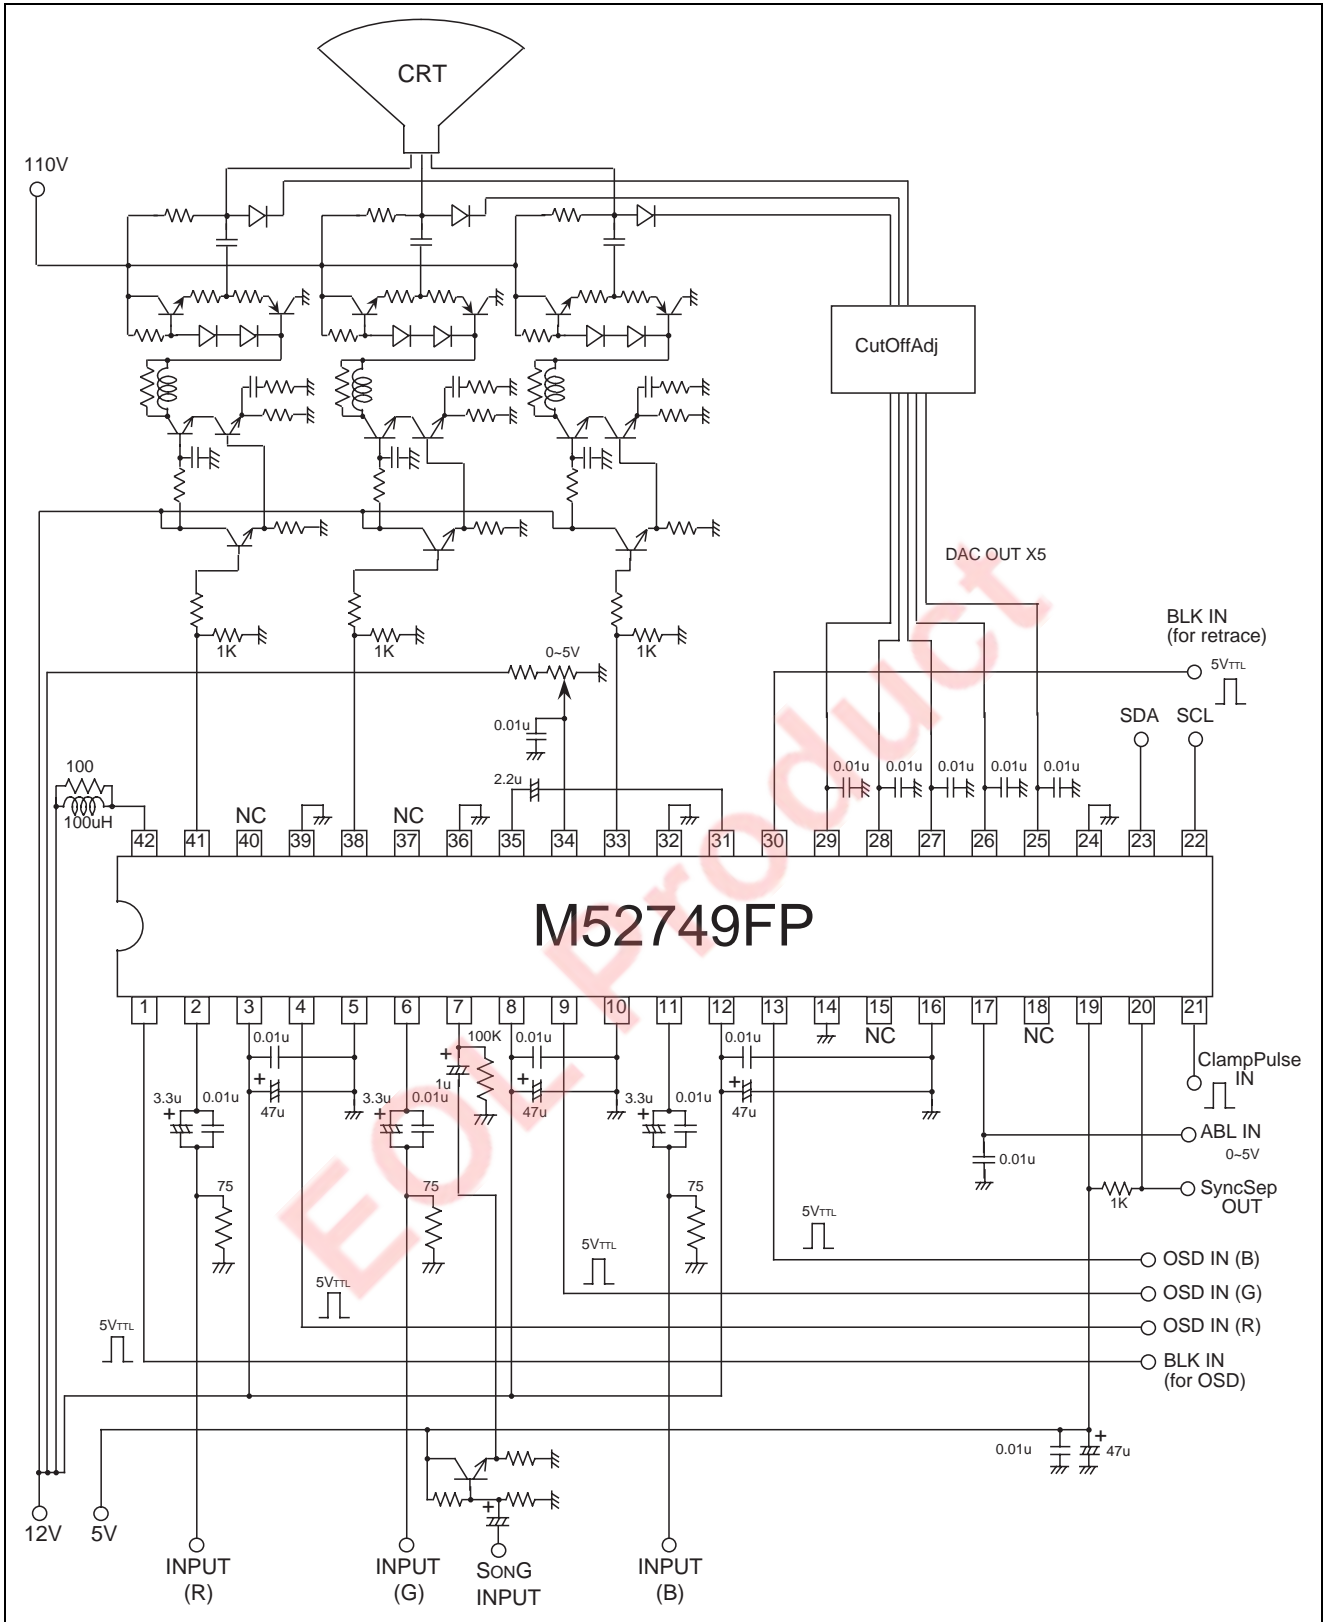 CRT
110V
CutOffAdj
DAC OUT X5
BLK IN
(for retrace)
5VTTL
1K
1K
1K
0~5V
0.01u
2.2u
SDA
SCL
100
100uH
NC
NC
0.01u
0.01u
0.01u
0.01u
0.01u
42
41
40
39
38
37
36
35
34
33
32
31
30
29
28
27
26
25
24
23
22
M52749FP
1
2
3
4
5
6
7
8
9
10
11
12
13
14
15
16
17
18
19
20
21
NC
NC
0.01u
+
47u
100K
+
1u
0.01u
+
47u
0.01u
+
47u
3.3u
+
0.01u
3.3u
+
0.01u
3.3u
+
0.01u
75
75
75
ClampPulse
IN
ABL IN
0~5V
0.01u
SyncSep
OUT
1K
5VTTL
5VTTL
5VTTL
5VTTL
OSD IN (B)
OSD IN (G)
OSD IN (R)
BLK IN
(for OSD)
0.01u
+
47u
+
12V
5V
INPUT
(R)
INPUT
(G)
SONG
INPUT
INPUT
(B)
EOL Product